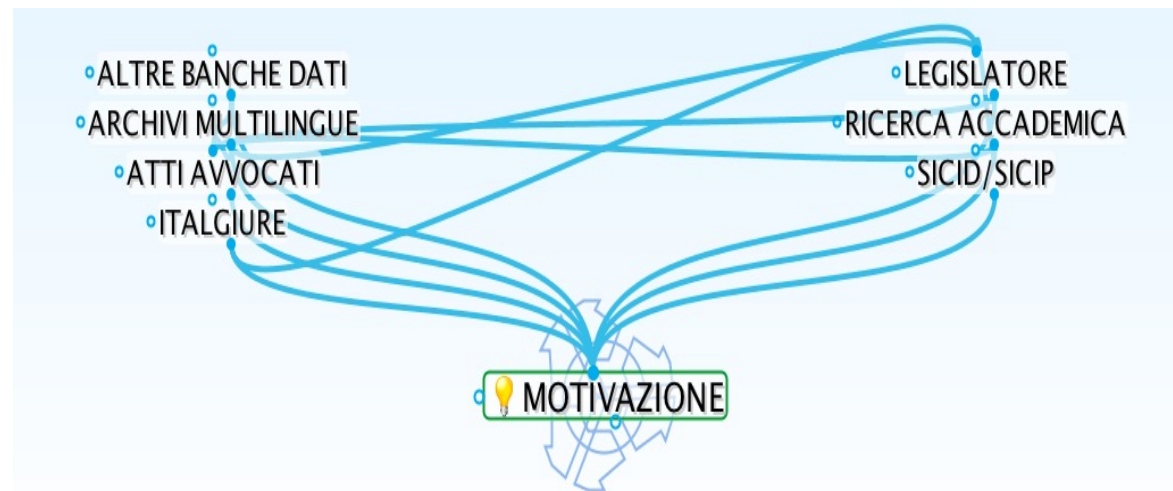 ALTRE BANCHE DATI
ARCHIVI MULTILINGUE
ATTI AVVOCATI
ITALGIURE
LEGISLATORE
RICERCA ACCADEMICA
SICID/SICIP
MOTIVAZIONE